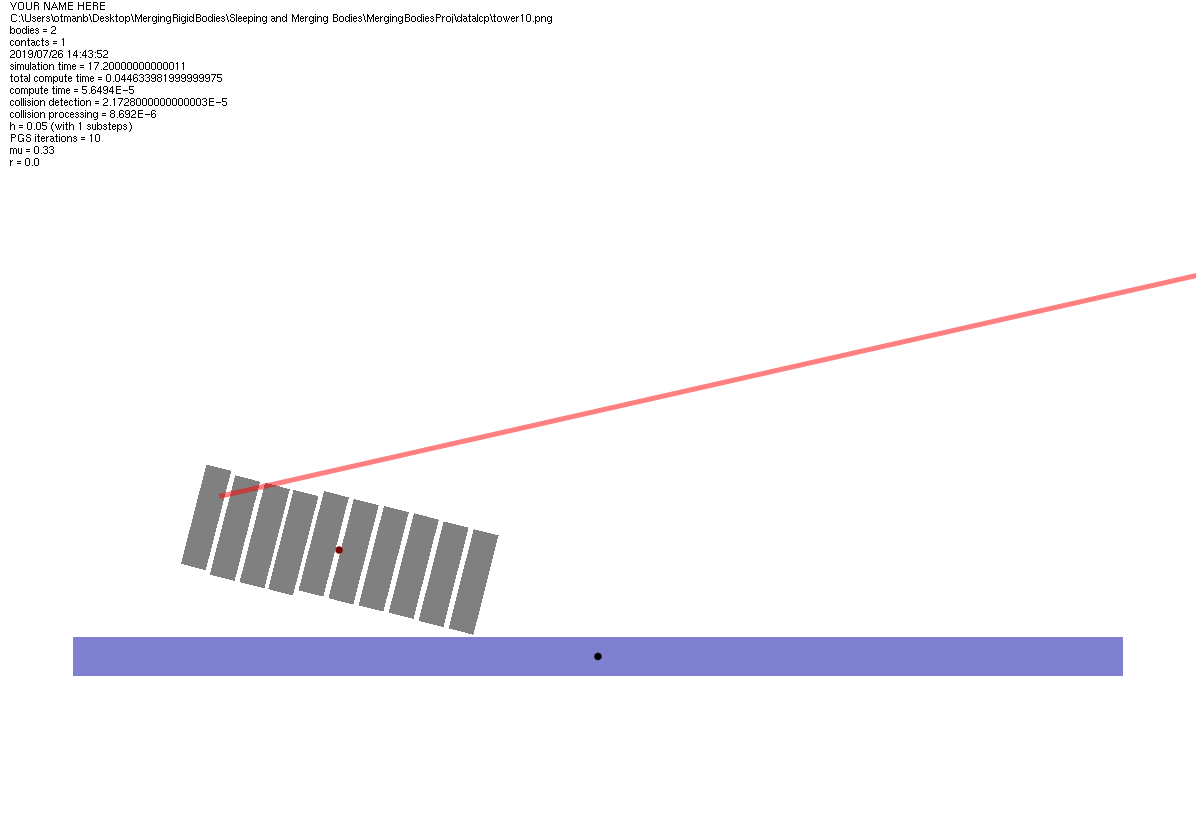 YOUR NAME HERE
C:\Users\otmanb\Desktop\MergingRigidBodies\Sleeping and Merging Bodies\MergingBodiesProj\datalcp\tower10.png
bodies = 2
contacts = 1
2019/07/26 14:43:52
simulation time = 17.20000000000011
total compute time = 0.044633981999999975
compute time = 5.6494E-5
collision detection = 2.1728000000000003E-5
collision processing = 8.692E-6
h = 0.05 (with 1 substeps)
PGS iterations = 10
mu = 0.33
r = 0.0